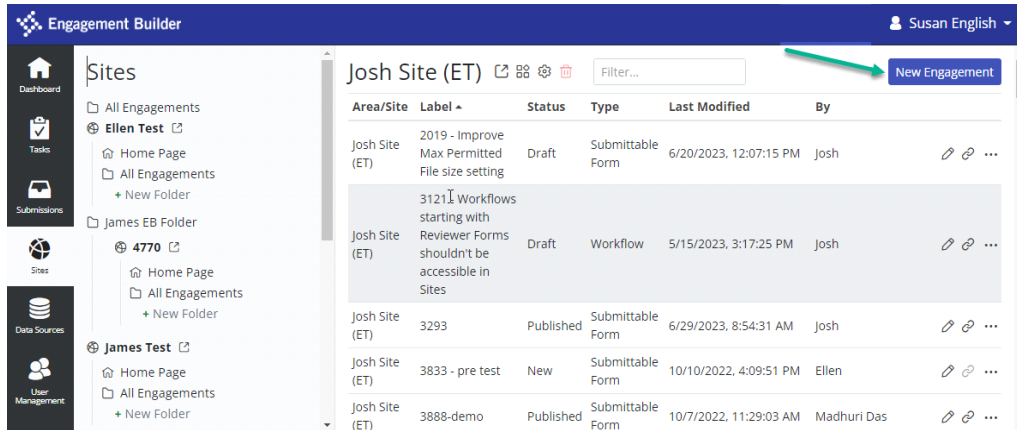 Engagement Builder
Susan English
Dashboard
Tasks
Submissions
Sites
Data Sources
User
Management
Sites
All Engagements
Ellen Test
Home Page
All Engagements
+ New Folder
James EB Folder
4770
Home Page
All Engagements
+ New Folder
James Test
Home Page
All Engagements
+ New Folder
Josh Site (ET)
Filter...
New Engagement
Area/Site Label Status Type Last Modified By
Josh Site
(ET)
2019 - Improve
Max Permitted
File size setting
Draft
Submittable
Form
6/20/2023, 12:07:15 PM
Josh
Josh Site
(ET)
3121 - Workflows
starting with
Reviewer Forms
shouldn't be
accessible in
Sites
Draft
Workflow
5/15/2023, 3:17:25 PM
Josh
Josh Site
(ET)
3293
Published
Submittable
Form
6/29/2023, 8:54:31 AM
Josh
Josh Site
(ET)
3833 - pre test
New
Submittable
Form
10/10/2022, 4:09:51 PM
Ellen
Josh Site
(ET)
3888-demo
Published
Submittable
Form
10/7/2022, 11:29:03 AM
Madhuri Das